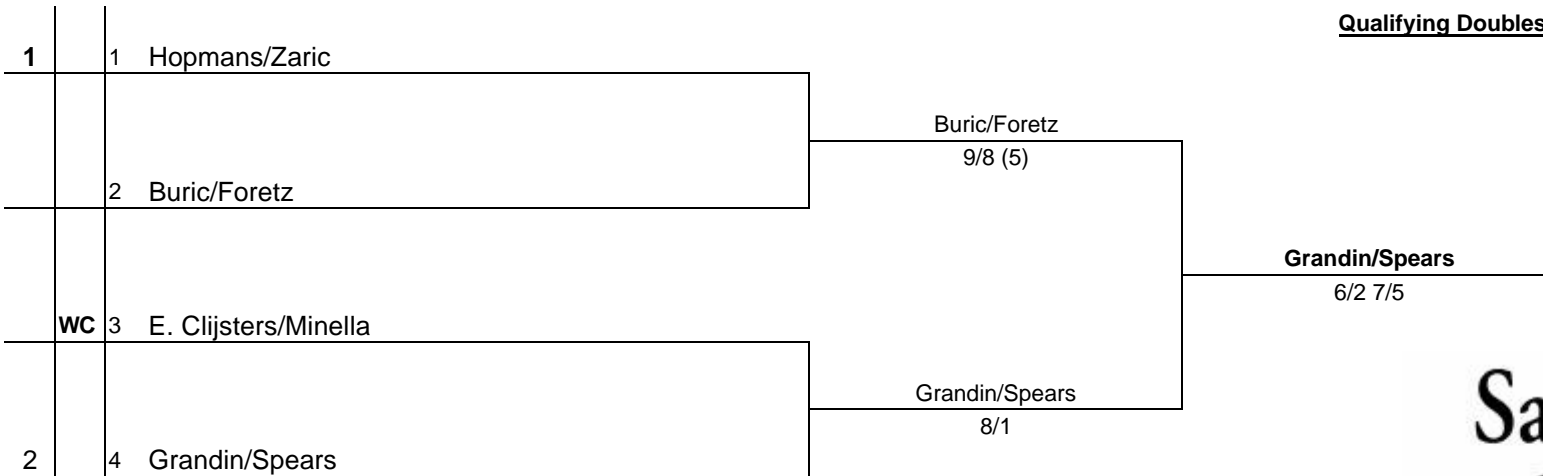 Qualifying Doubles
1 1 Hopmans/Zaric
Buric/Foretz
9/8 (5)
2 Buric/Foretz
Grandin/Spears
6/2 7/5
WC 3 E. Clijsters/Minella
Grandin/Spears
8/1
2 4 Grandin/Spears
Sa